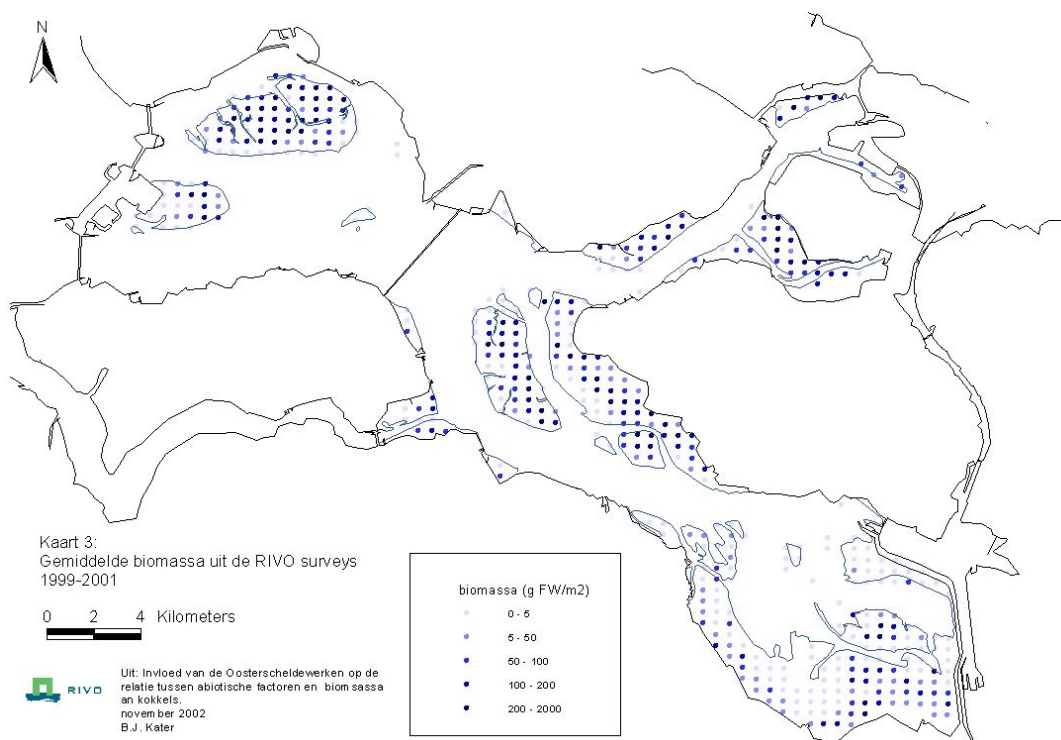 N
Kaart 3:
Gemiddelde biomassa uit de RIVO surveys
1999-2001
0 2 4 Kilometers
RIVO
Uit: Invloed van de Oosterscheldewerken op de
relatie tussen abiotische factoren en biomsassa
an kokkels.
november 2002
B.J. Kater
biomassa (g FW/m2)
0 - 5
5 - 50
50 - 100
100 - 200
200 - 2000